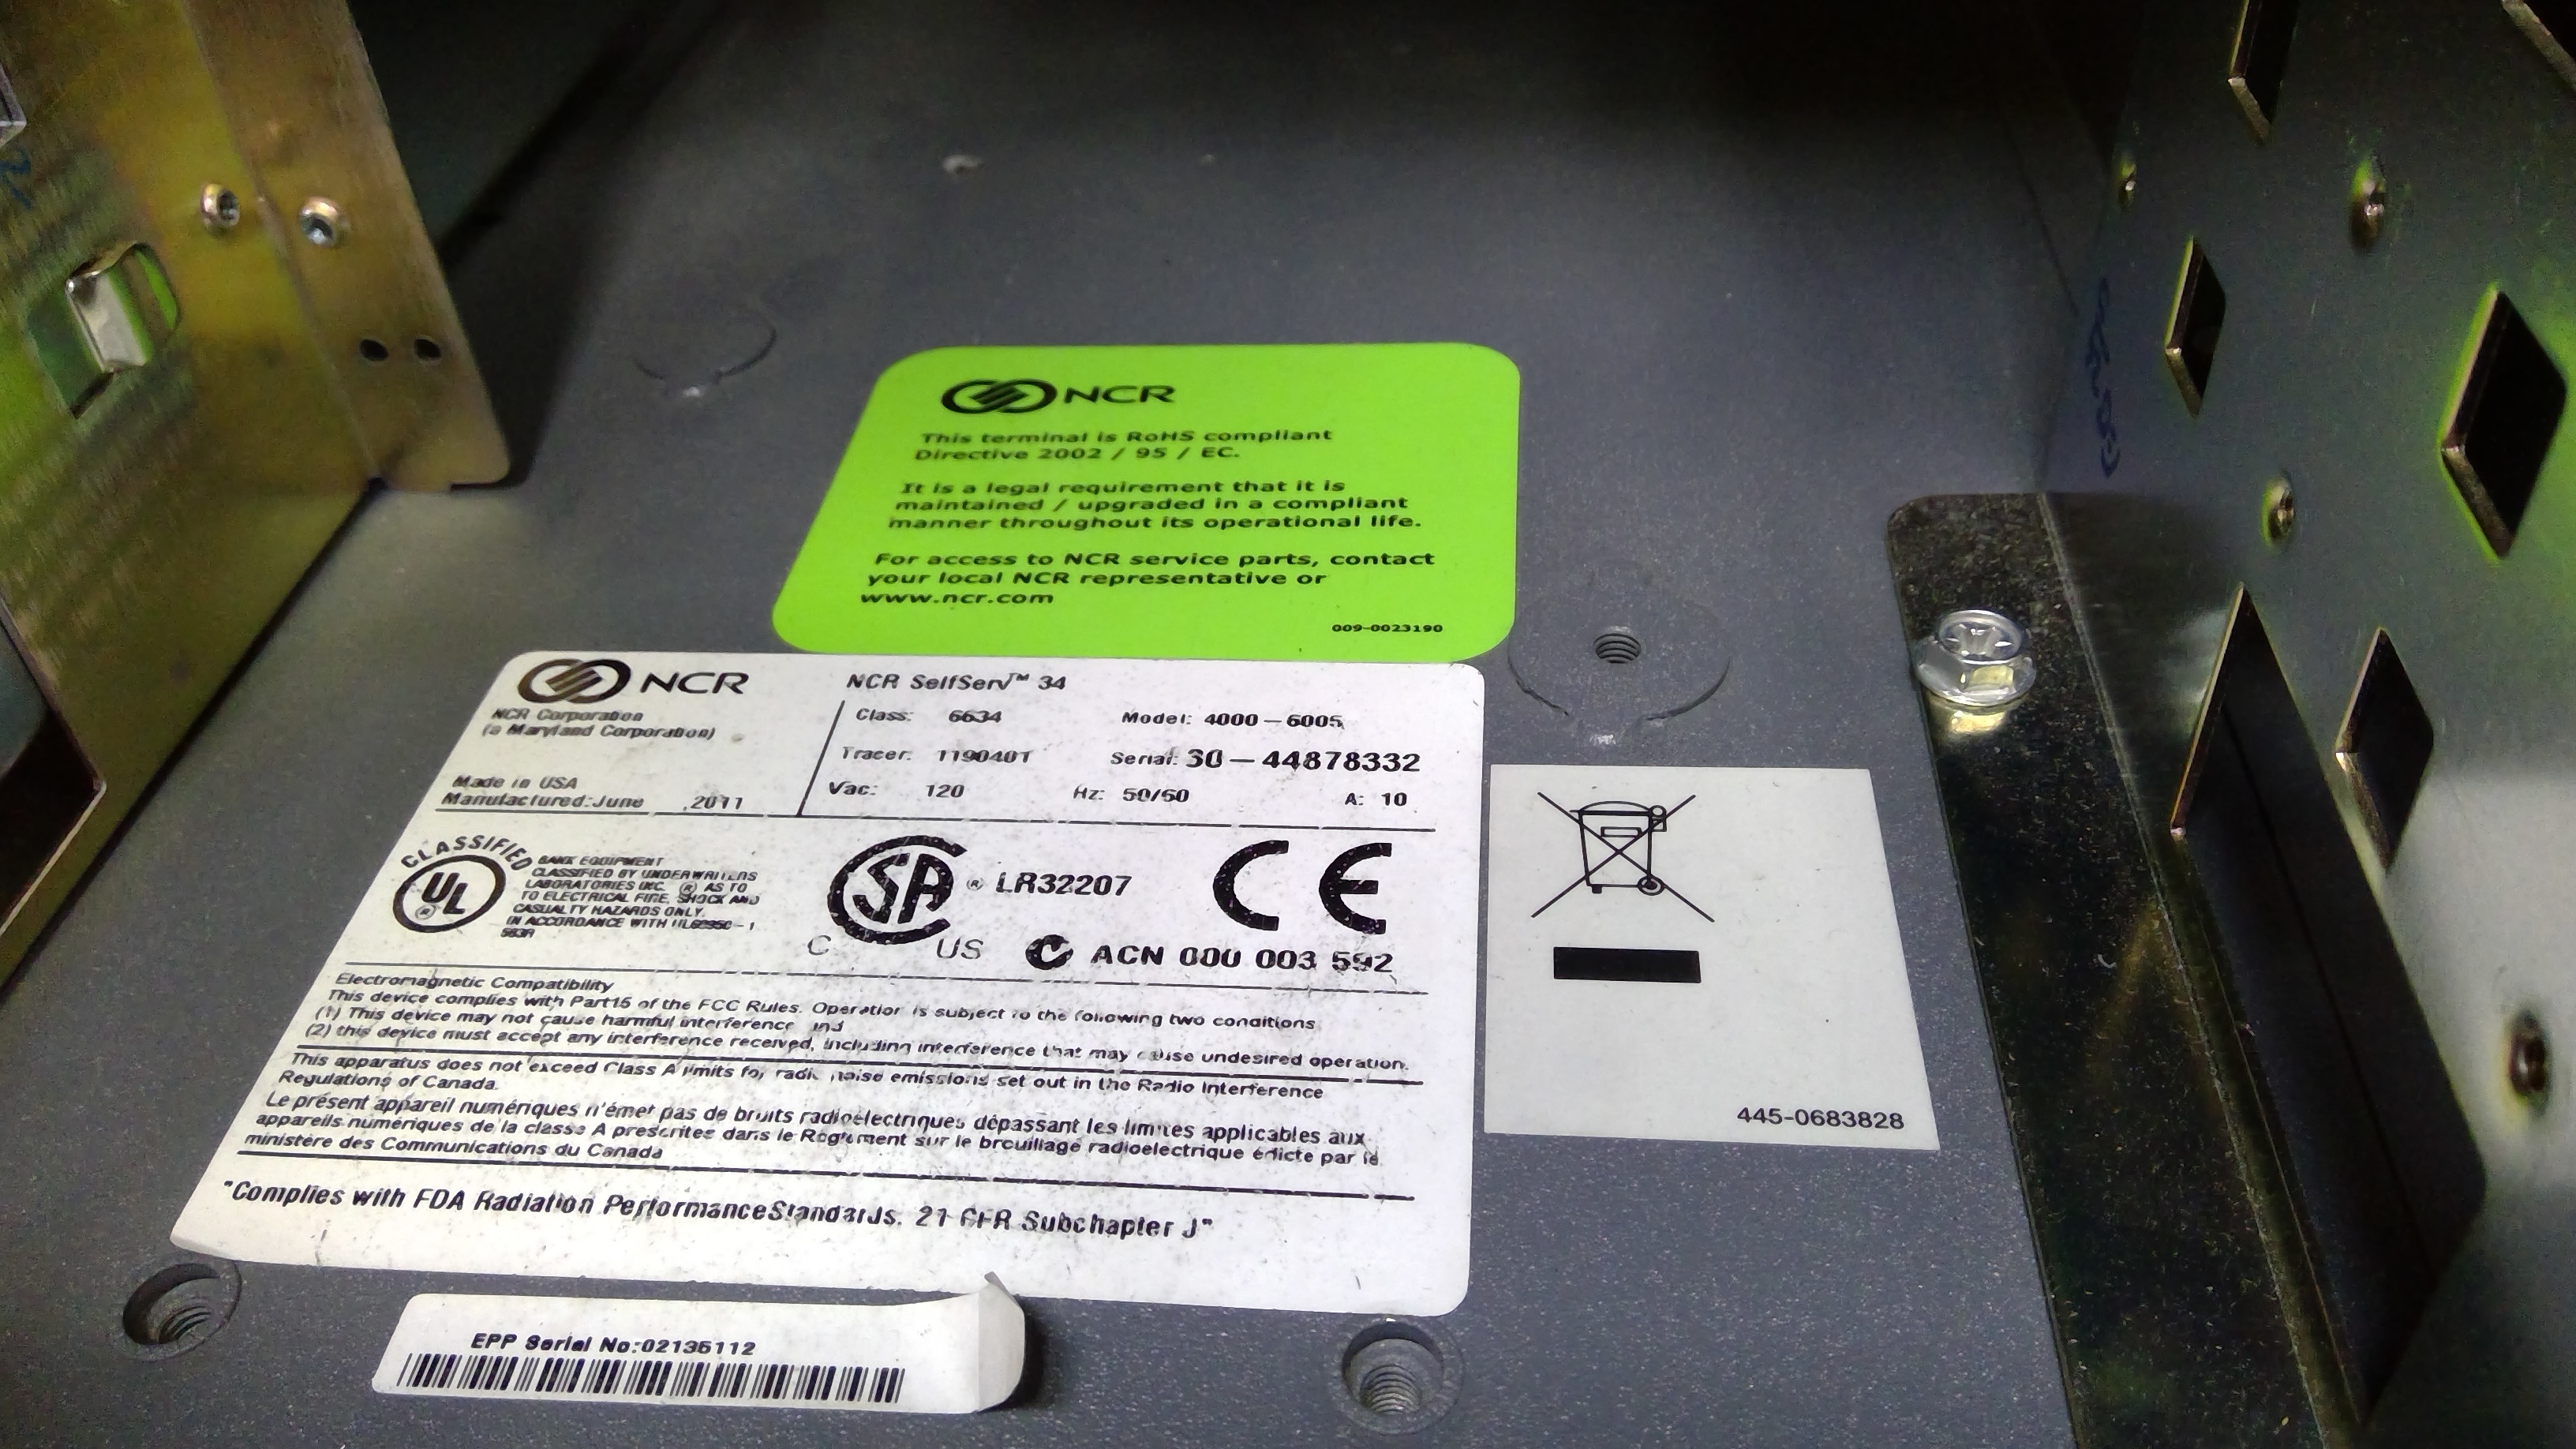 NCR
This terminal is RoHS compliant
Directive 2002 / 95 / EC.
It is a legal requirement that it is
maintained / upgraded in a compliant
manner throughout its operational life.
For access to NCR service parts, contact
your local NCR representative or
www.ncr.com
009-0023190
NCR
NCR Corporation
(a Maryland Corporation)
Made in USA
Manufactured: June ,2011
NCR SelfServ™ 34
Class: 6634 Model: 4000-6005
Tracer: 1190401 Serial: 30-44878332
Vac: 120 Hz: 50/60 A: 10
CLASSIFIED
UL ®
BANK EQUIPMENT
CLASSIFIED BY UNDERWRITERS
LABORATORIES INC. ® AS TO
TO ELECTRICAL FIRE, SHOCK AND
CASUALTY HAZARDS ONLY.
IN ACCORDANCE WITH UL60950-1
SA ® LR32207
C US
CE
ACN 000 003 592
Electromagnetic Compatibility
This device complies with Part15 of the FCC Rules. Operation is subject to the following two conditions
(1) This device may not cause harmful interference and
(2) this device must accept any interference received, including interference that may cause undesired operation.
This apparatus does not exceed Class A limits for radio noise emissions set out in the Radio Interference
Regulations of Canada.
Le présent appareil numériques n'émet pas de bruits radioélectriques dépassant les limites applicables aux
appareils numériques de la classe A prescrites dans le Règlement sur le brouillage radioelectrique édicte par le
ministére des Communications du Canada
"Complies with FDA Radiation PerformanceStandards. 21 CFR Subchapter J"
445-0683828
EPP Serial No:02135112